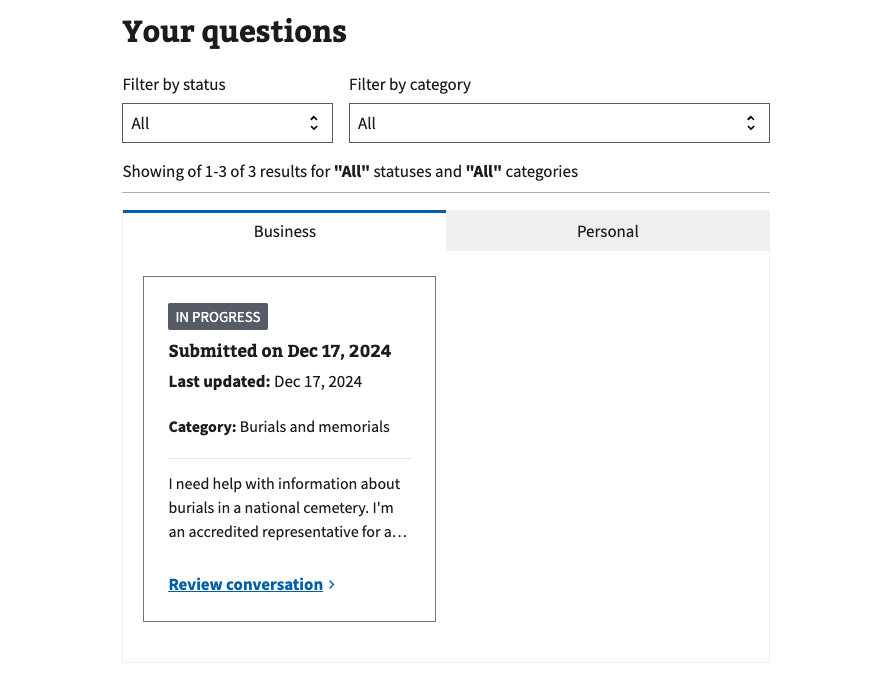 Your questions
Filter by status
Filter by category
All
All
Showing of 1-3 of 3 results for "All" statuses and "All" categories
Business
Personal
IN PROGRESS
Submitted on Dec 17, 2024
Last updated: Dec 17, 2024
Category: Burials and memorials
I need help with information about
burials in a national cemetery. I'm
an accredited representative for a…
Review conversation